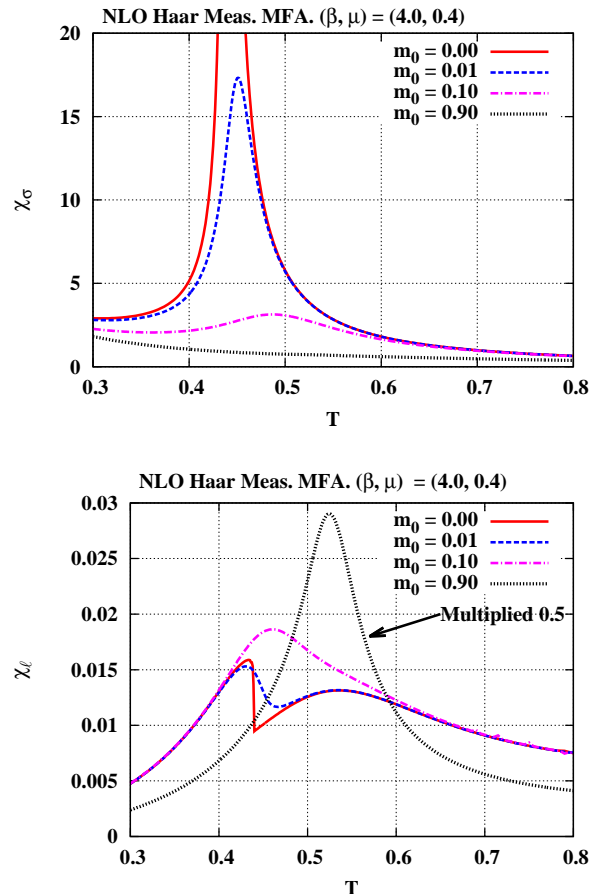 NLO Haar Meas. MFA. (β, μ) = (4.0, 0.4)
20
15
10
5
0
χσ
m0 = 0.00
m0 = 0.01
m0 = 0.10
m0 = 0.90
0.3 0.4 0.5 0.6 0.7 0.8
T
NLO Haar Meas. MFA. (β, μ) = (4.0, 0.4)
0.03
0.025
0.02
0.015
0.01
0.005
0
χℓ
m0 = 0.00
m0 = 0.01
m0 = 0.10
m0 = 0.90
Multiplied 0.5
0.3 0.4 0.5 0.6 0.7 0.8
T